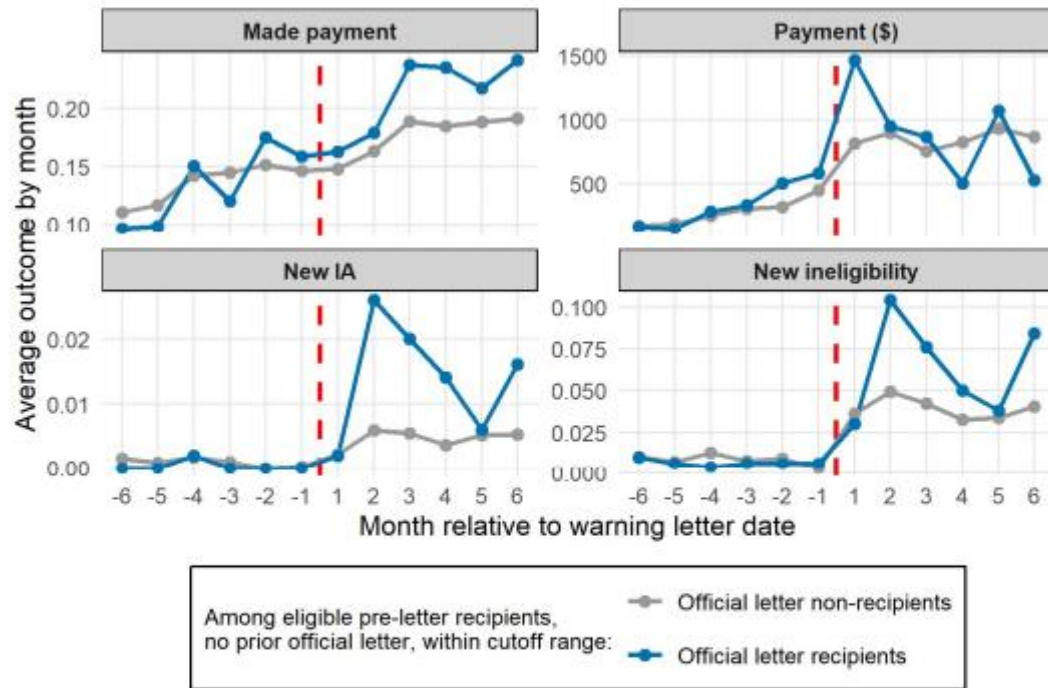 Made payment
Payment ($)
Average outcome by month
0.20
0.15
0.10
1500
1000
500
New IA
New ineligibility
0.02
0.01
0.00
0.100
0.075
0.050
0.025
0.000
-6 -5 -4 -3 -2 -1 1 2 3 4 5 6
-6 -5 -4 -3 -2 -1 1 2 3 4 5 6
Month relative to warning letter date
Among eligible pre-letter recipients,
no prior official letter, within cutoff range:
Official letter non-recipients
Official letter recipients